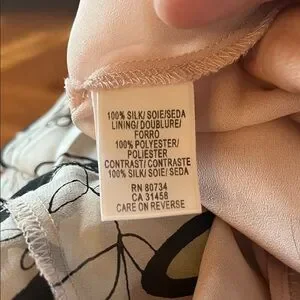 100% SILK/ SOIE/SEDA
LINING/ DOUBLURE/
FORRO
100% POLYESTER/
POLIESTER
CONTRAST/ CONTRASTE
100% SILK/ SOIE/ SEDA
RN 80734
CA 31458
CARE ON REVERSE